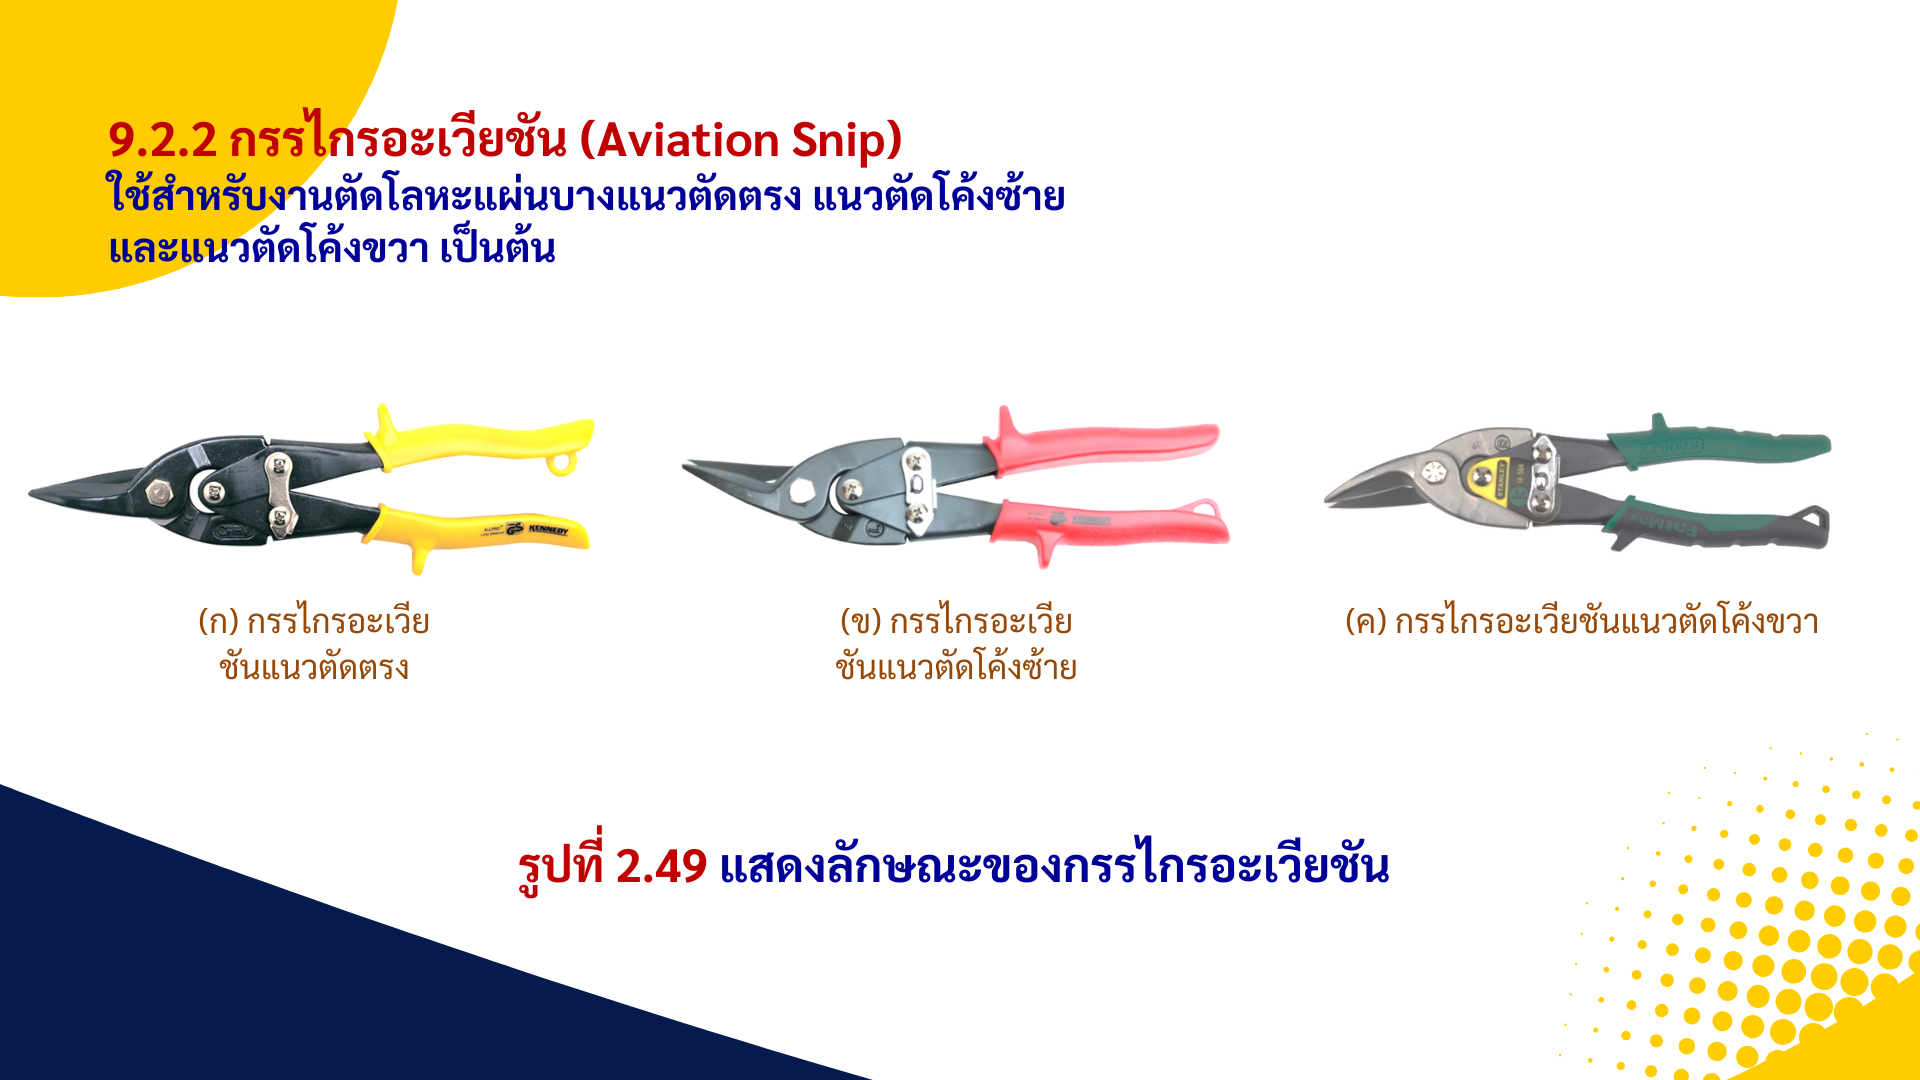 9.2.2 กรรไกรอะเวียชัน (Aviation Snip)
ใช้สำหรับงานตัดโลหะแผ่นบางแนวตัดตรง แนวตัดโค้งซ้าย
และแนวตัดโค้งขวา เป็นต้น
KENNEDY
KENNEDY
STANLEY
FatMax
(ก) กรรไกรอะเวีย
ชันแนวตัดตรง
(ข) กรรไกรอะเวีย
ชันแนวตัดโค้งซ้าย
(ค) กรรไกรอะเวียชันแนวตัดโค้งขวา
รูปที่ 2.49 แสดงลักษณะของกรรไกรอะเวียชัน